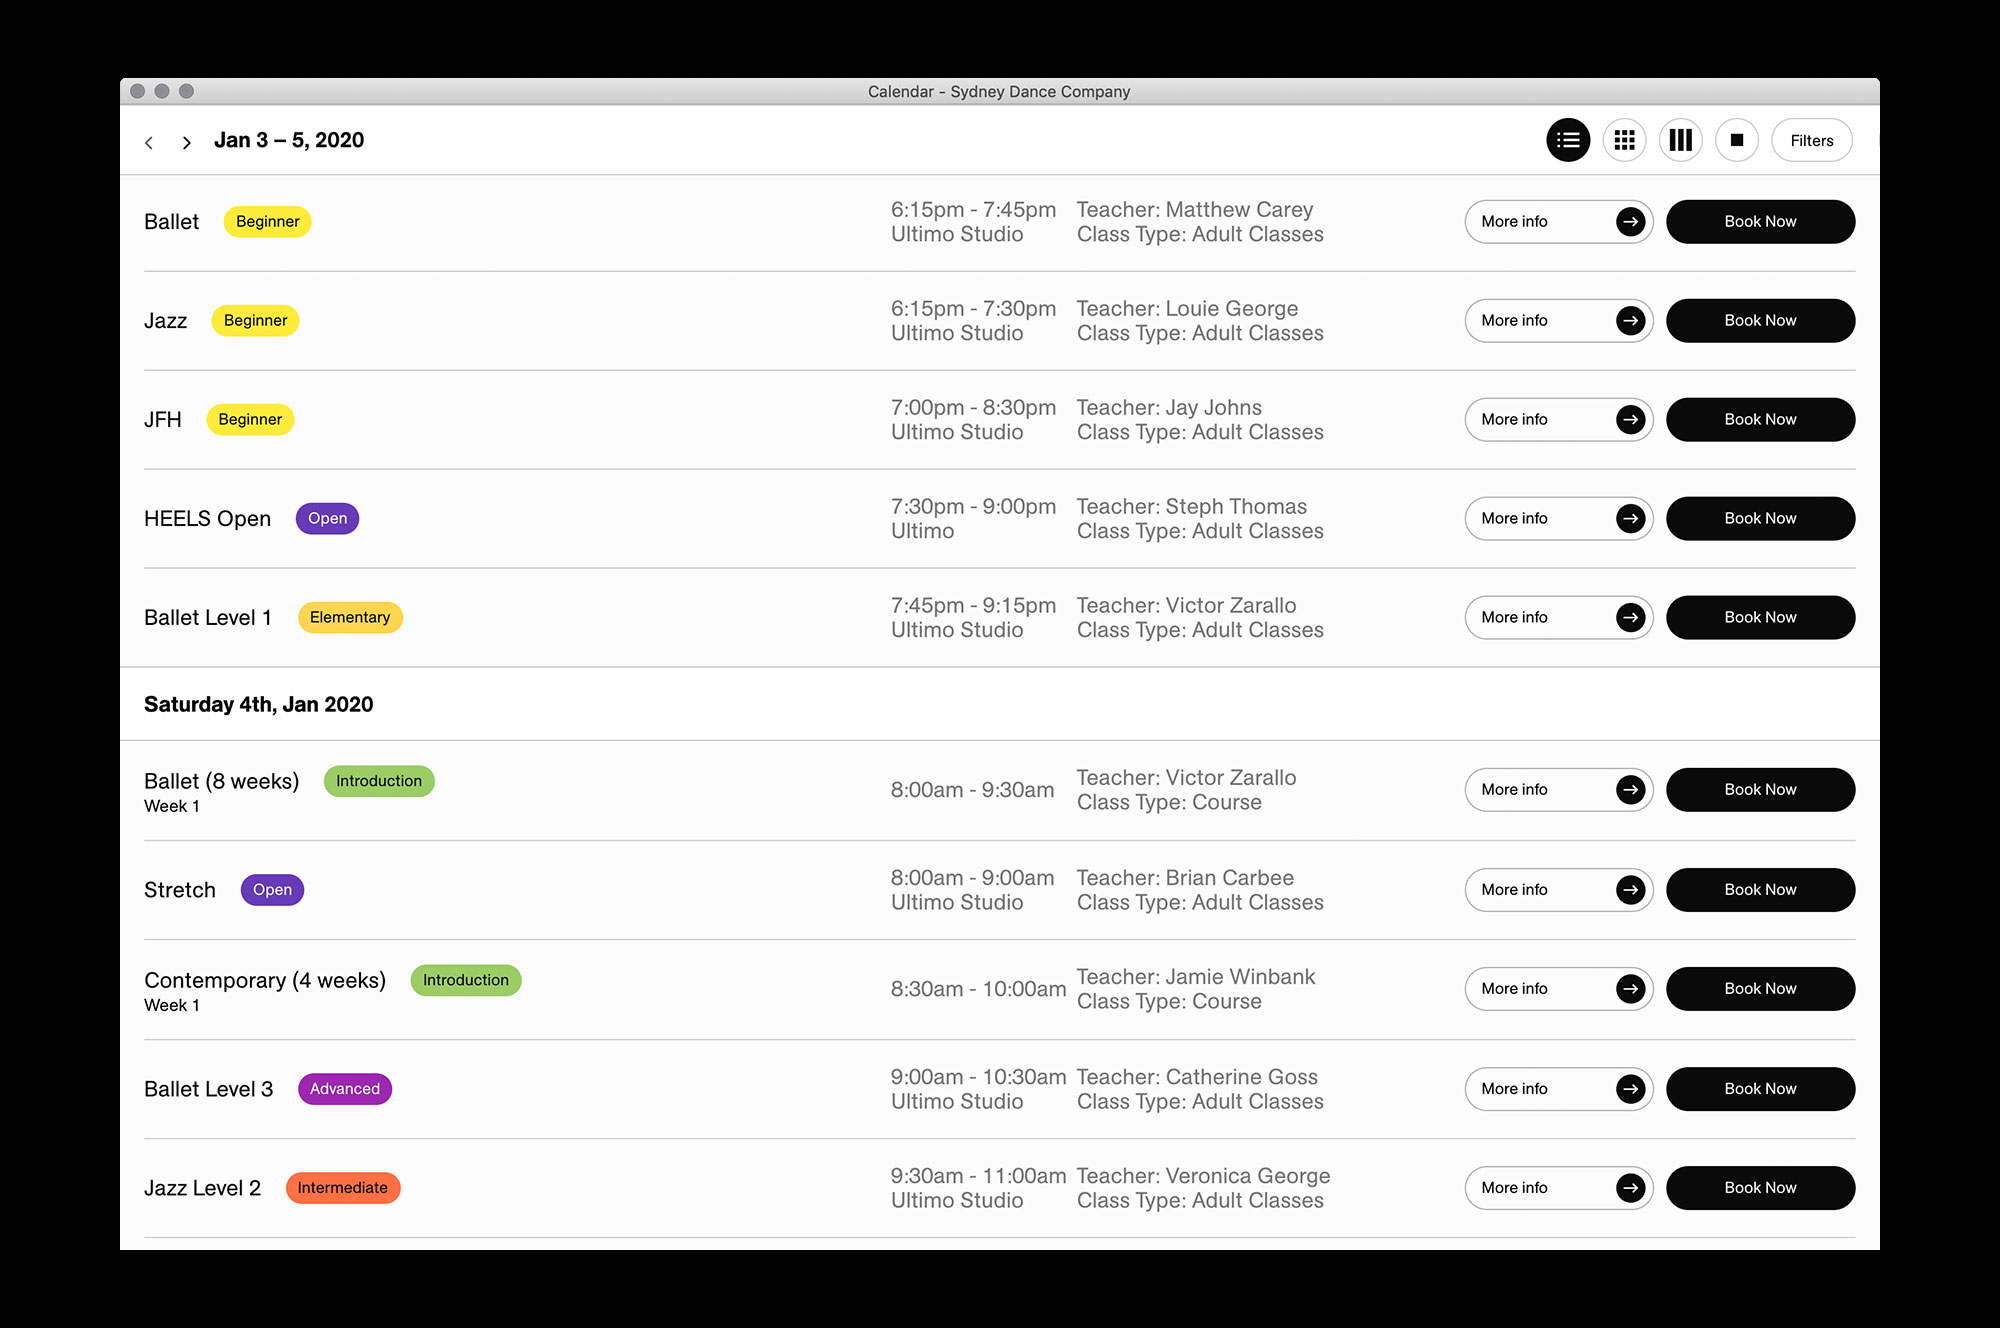 Calendar - Sydney Dance Company
Jan 3 – 5, 2020
Filters
Ballet
Beginner
6:15pm - 7:45pm
Ultimo Studio
Teacher: Matthew Carey
Class Type: Adult Classes
More info
Book Now
Jazz
Beginner
6:15pm - 7:30pm
Ultimo Studio
Teacher: Louie George
Class Type: Adult Classes
More info
Book Now
JFH
Beginner
7:00pm - 8:30pm
Ultimo Studio
Teacher: Jay Johns
Class Type: Adult Classes
More info
Book Now
HEELS Open
Open
7:30pm - 9:00pm
Ultimo
Teacher: Steph Thomas
Class Type: Adult Classes
More info
Book Now
Ballet Level 1
Elementary
7:45pm - 9:15pm
Ultimo Studio
Teacher: Victor Zarallo
Class Type: Adult Classes
More info
Book Now
Saturday 4th, Jan 2020
Ballet (8 weeks)
Week 1
Introduction
8:00am - 9:30am
Teacher: Victor Zarallo
Class Type: Course
More info
Book Now
Stretch
Open
8:00am - 9:00am
Ultimo Studio
Teacher: Brian Carbee
Class Type: Adult Classes
More info
Book Now
Contemporary (4 weeks)
Week 1
Introduction
8:30am - 10:00am
Teacher: Jamie Winbank
Class Type: Course
More info
Book Now
Ballet Level 3
Advanced
9:00am - 10:30am
Ultimo Studio
Teacher: Catherine Goss
Class Type: Adult Classes
More info
Book Now
Jazz Level 2
Intermediate
9:30am - 11:00am
Ultimo Studio
Teacher: Veronica George
Class Type: Adult Classes
More info
Book Now